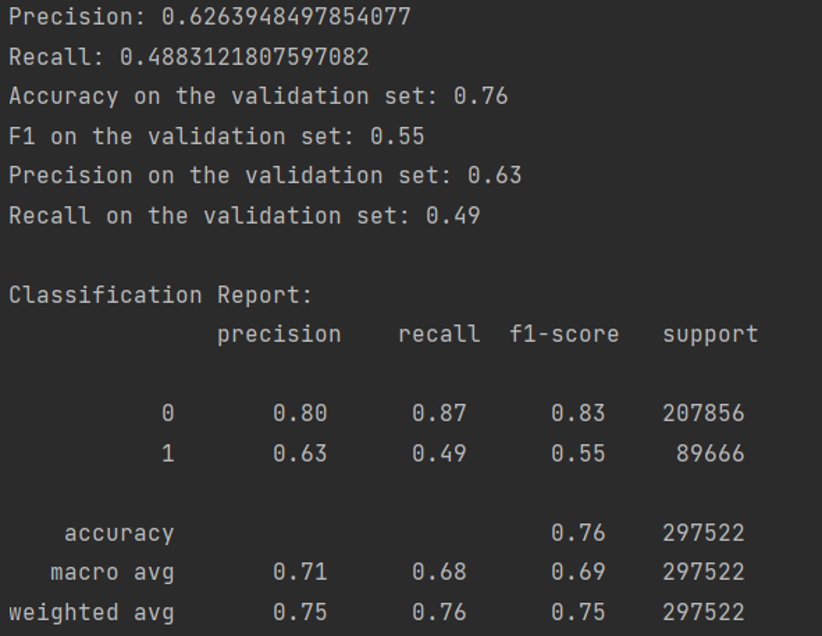 Precision: 0.6263948497854077
Recall: 0.4883121807597082
Accuracy on the validation set: 0.76
F1 on the validation set: 0.55
Precision on the validation set: 0.63
Recall on the validation set: 0.49
Classification Report:
precision recall f1-score support
0 0.80 0.87 0.83 207856
1 0.63 0.49 0.55 89666
accuracy 0.76 297522
macro avg 0.71 0.68 0.69 297522
weighted avg 0.75 0.76 0.75 297522